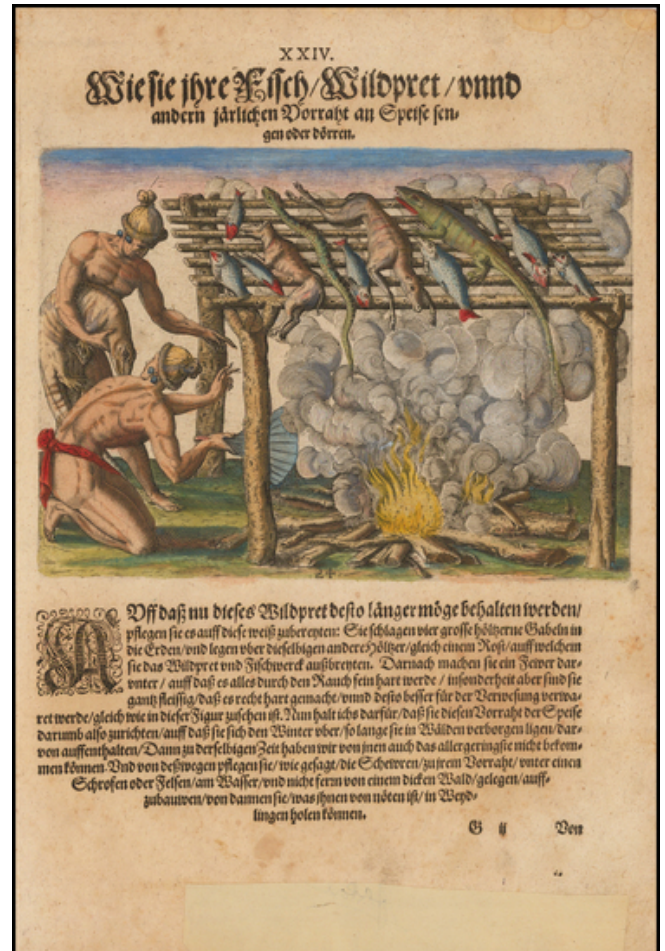 XXIV.
Wie sie jhre Fisch/Wildpret/vnnd
andern järlichen Vorraht an Speise sen-
gen oder dörren.
24.
AVff daß nu dieses Wildpret desto länger möge behalten werden/
pflegen sie es auff diese weiß zubereyten: Sie schlagen vier grosse höltzerne Gabeln in
die Erden/vnd legen vber dieselbigen andere Höltzer/gleich einem Rost/auff welchem
sie das Wildpret vnd Fischwerck außbreyten. Darnach machen sie ein Fewer dar-
vnter/auff daß es alles durch den Rauch fein hart werde/insonderheit aber sind sie
gantz fleissig/daß es recht hart gemacht/vnnd desto besser für der Verwesung verwa-
ret werde/gleich wie in dieser Figur zusehen ist. Nun halt ichs darfür/daß sie diesen Vorraht der Speise
darumb also zurichten/auff daß sie sich den Winter vber/so lange sie in Wälden verborgen ligen/dar-
von auffenthalten/Dann zu derselbigen Zeit haben wir von jnen auch das allergeringste nicht bekom-
men können. Vnd von deßwegen pflegen sie/wie gesagt/die Schewren/zu jrem Vorraht/vnter einen
Schrofen oder Felsen/am Wasser/vnd nicht ferrn von einem dicken Wald/gelegen/auff-
zubauwen/von dannen sie/was jhnen von nöten ist/in Weyd-
lingen holen können.
G ij Von